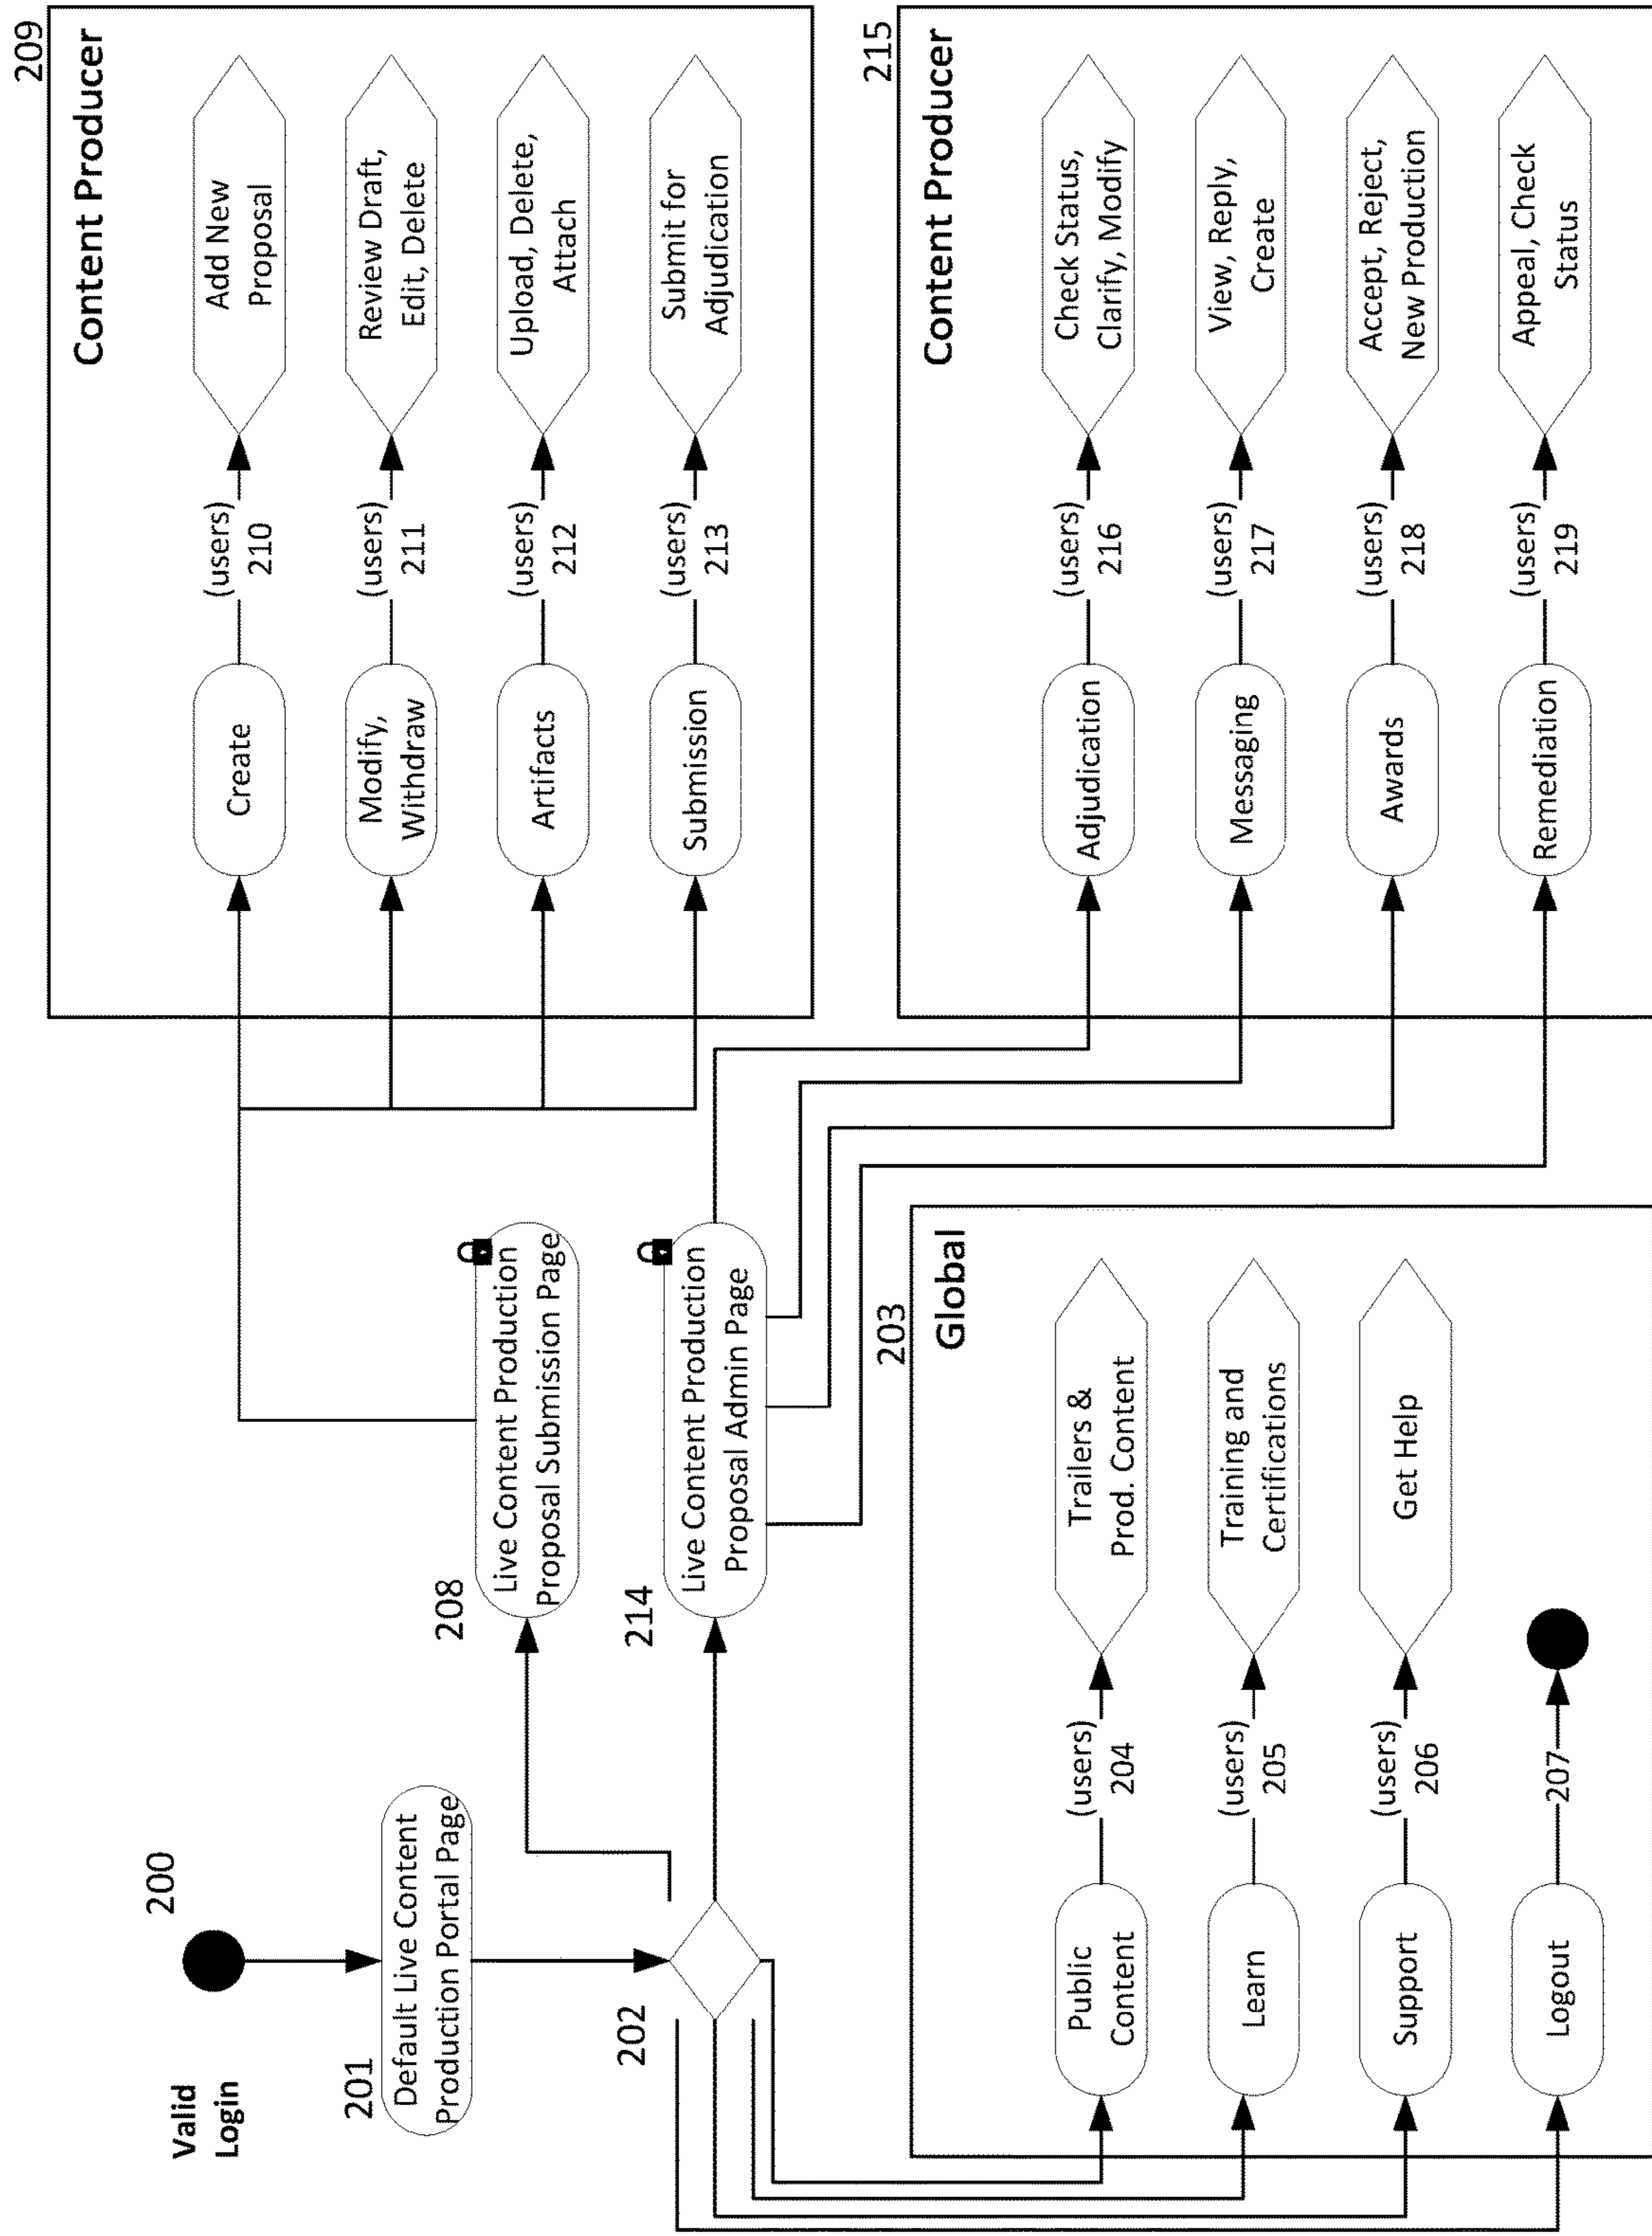 Valid
Login
200
201
Default Live Content
Production Portal Page
202
208
Live Content Production
Proposal Submission Page
214
Live Content Production
Proposal Admin Page
203
Global
Public
Content
(users)
204
Trailers &
Prod. Content
Learn
(users)
205
Training and
Certifications
Support
(users)
206
Get Help
Logout
207
209
Content Producer
Create
(users)
210
Add New
Proposal
Modify,
Withdraw
(users)
211
Review Draft,
Edit, Delete
Artifacts
(users)
212
Upload, Delete,
Attach
Submission
(users)
213
Submit for
Adjudication
215
Content Producer
Adjudication
(users)
216
Check Status,
Clarify, Modify
Messaging
(users)
217
View, Reply,
Create
Awards
(users)
218
Accept, Reject,
New Production
Remediation
(users)
219
Appeal, Check
Status